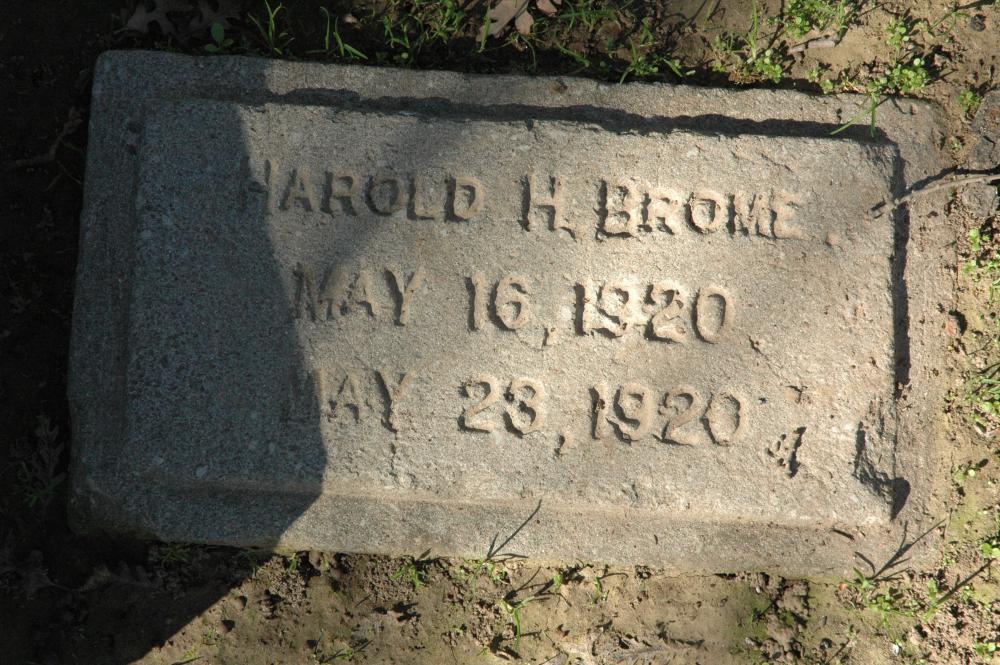 HAROLD H. BROME.
MAY 16, 1920
MAY 23, 1920